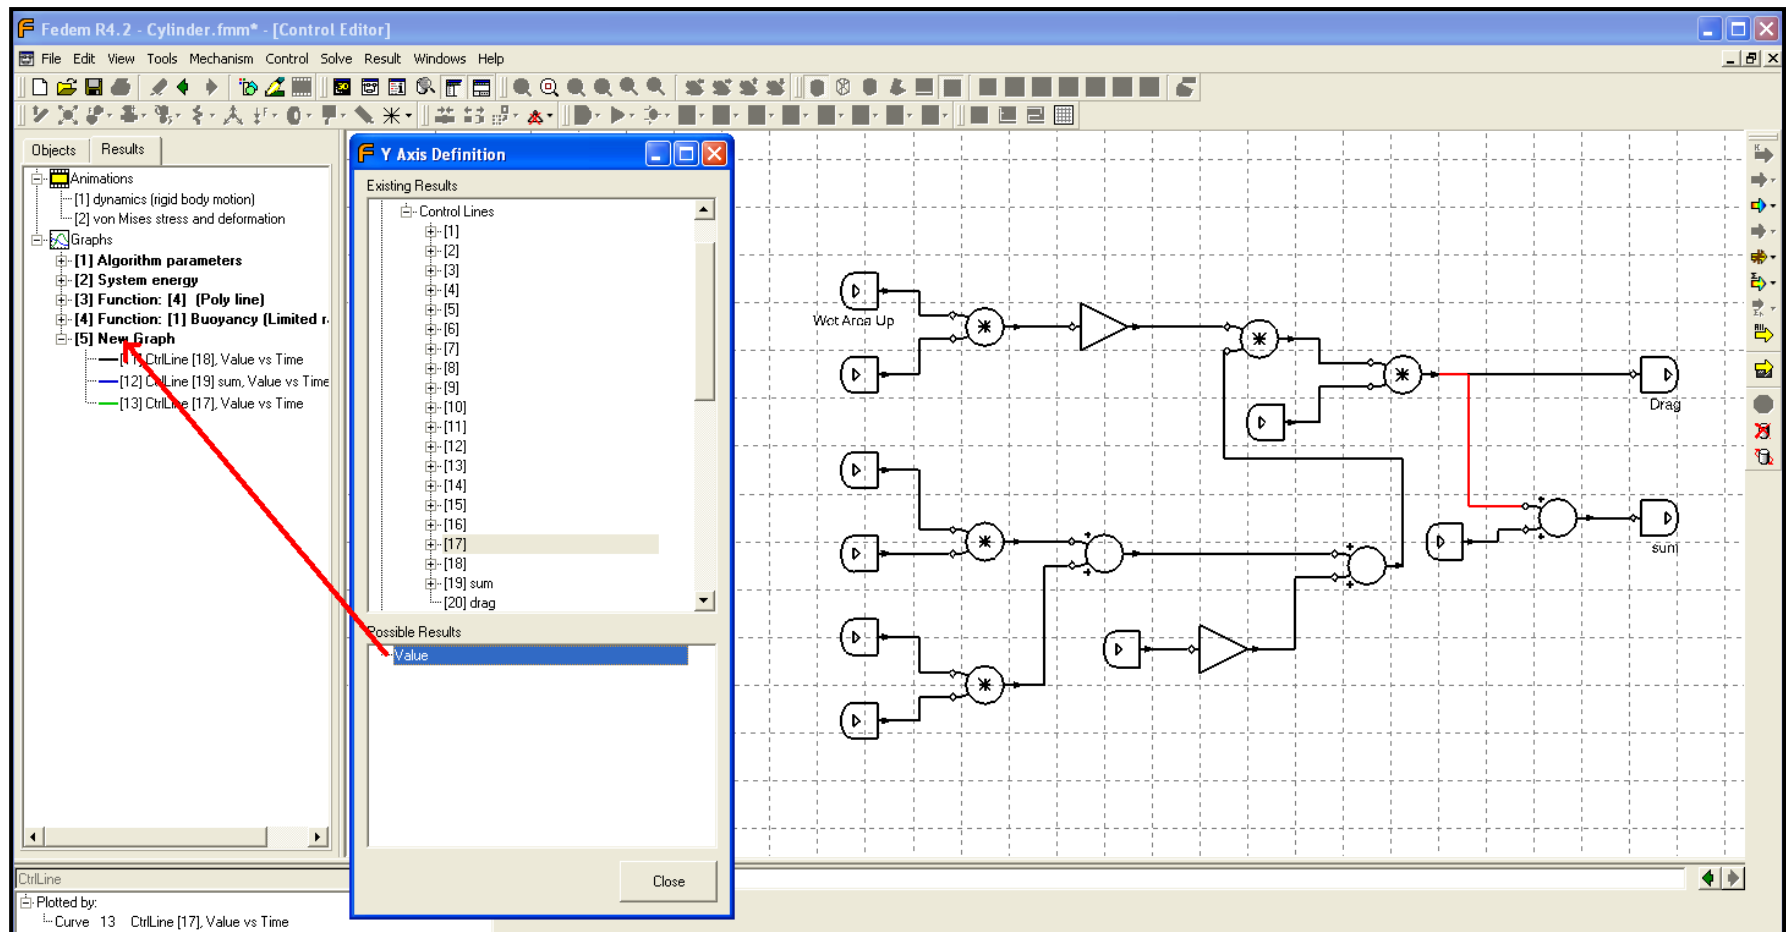 Fedem R4.2 - Cylinder.fmm* - [Control Editor]
File Edit View Tools Mechanism Control Solve Result Windows Help
Objects Results
Animations
[1] dynamics (rigid body motion)
[2] von Mises stress and deformation
Graphs
[1] Algorithm parameters
[2] System energy
[3] Function: [4] (Poly line)
[4] Function: [1] Buoyancy (Limited r
[5] New Graph
[11] CtrlLine [18], Value vs Time
[12] CtrlLine [19] sum, Value vs Time
[13] CtrlLine [17], Value vs Time
Y Axis Definition
Existing Results
Control Lines
[1]
[2]
[3]
[4]
[5]
[6]
[7]
[8]
[9]
[10]
[11]
[12]
[13]
[14]
[15]
[16]
[17]
[18]
[19] sum
[20] drag
Possible Results
Value
Close
Wet Area Up
Drag
sum
CtrlLine
Plotted by:
Curve 13 CtrlLine [17], Value vs Time